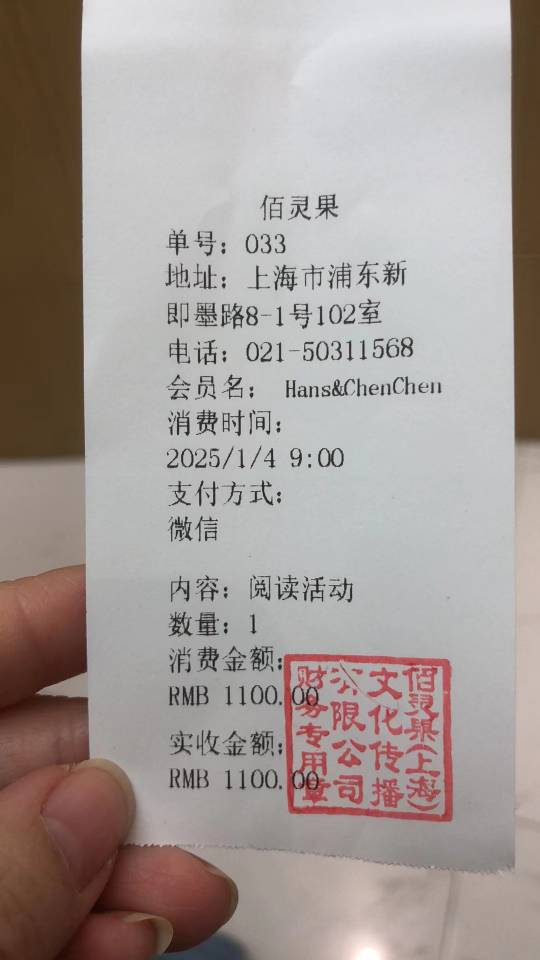 佰灵果
单号：033
地址：上海市浦东新
即墨路8-1号102室
电话：021-50311568
会员名： Hans&ChenChen
消费时间：
2025/1/4 9:00
支付方式：
微信
内容：阅读活动
数量：1
消费金额：
RMB 1100.00
实收金额：
RMB 1100.00
佰灵果(上海)
文化传播
有限公司
财务专用章